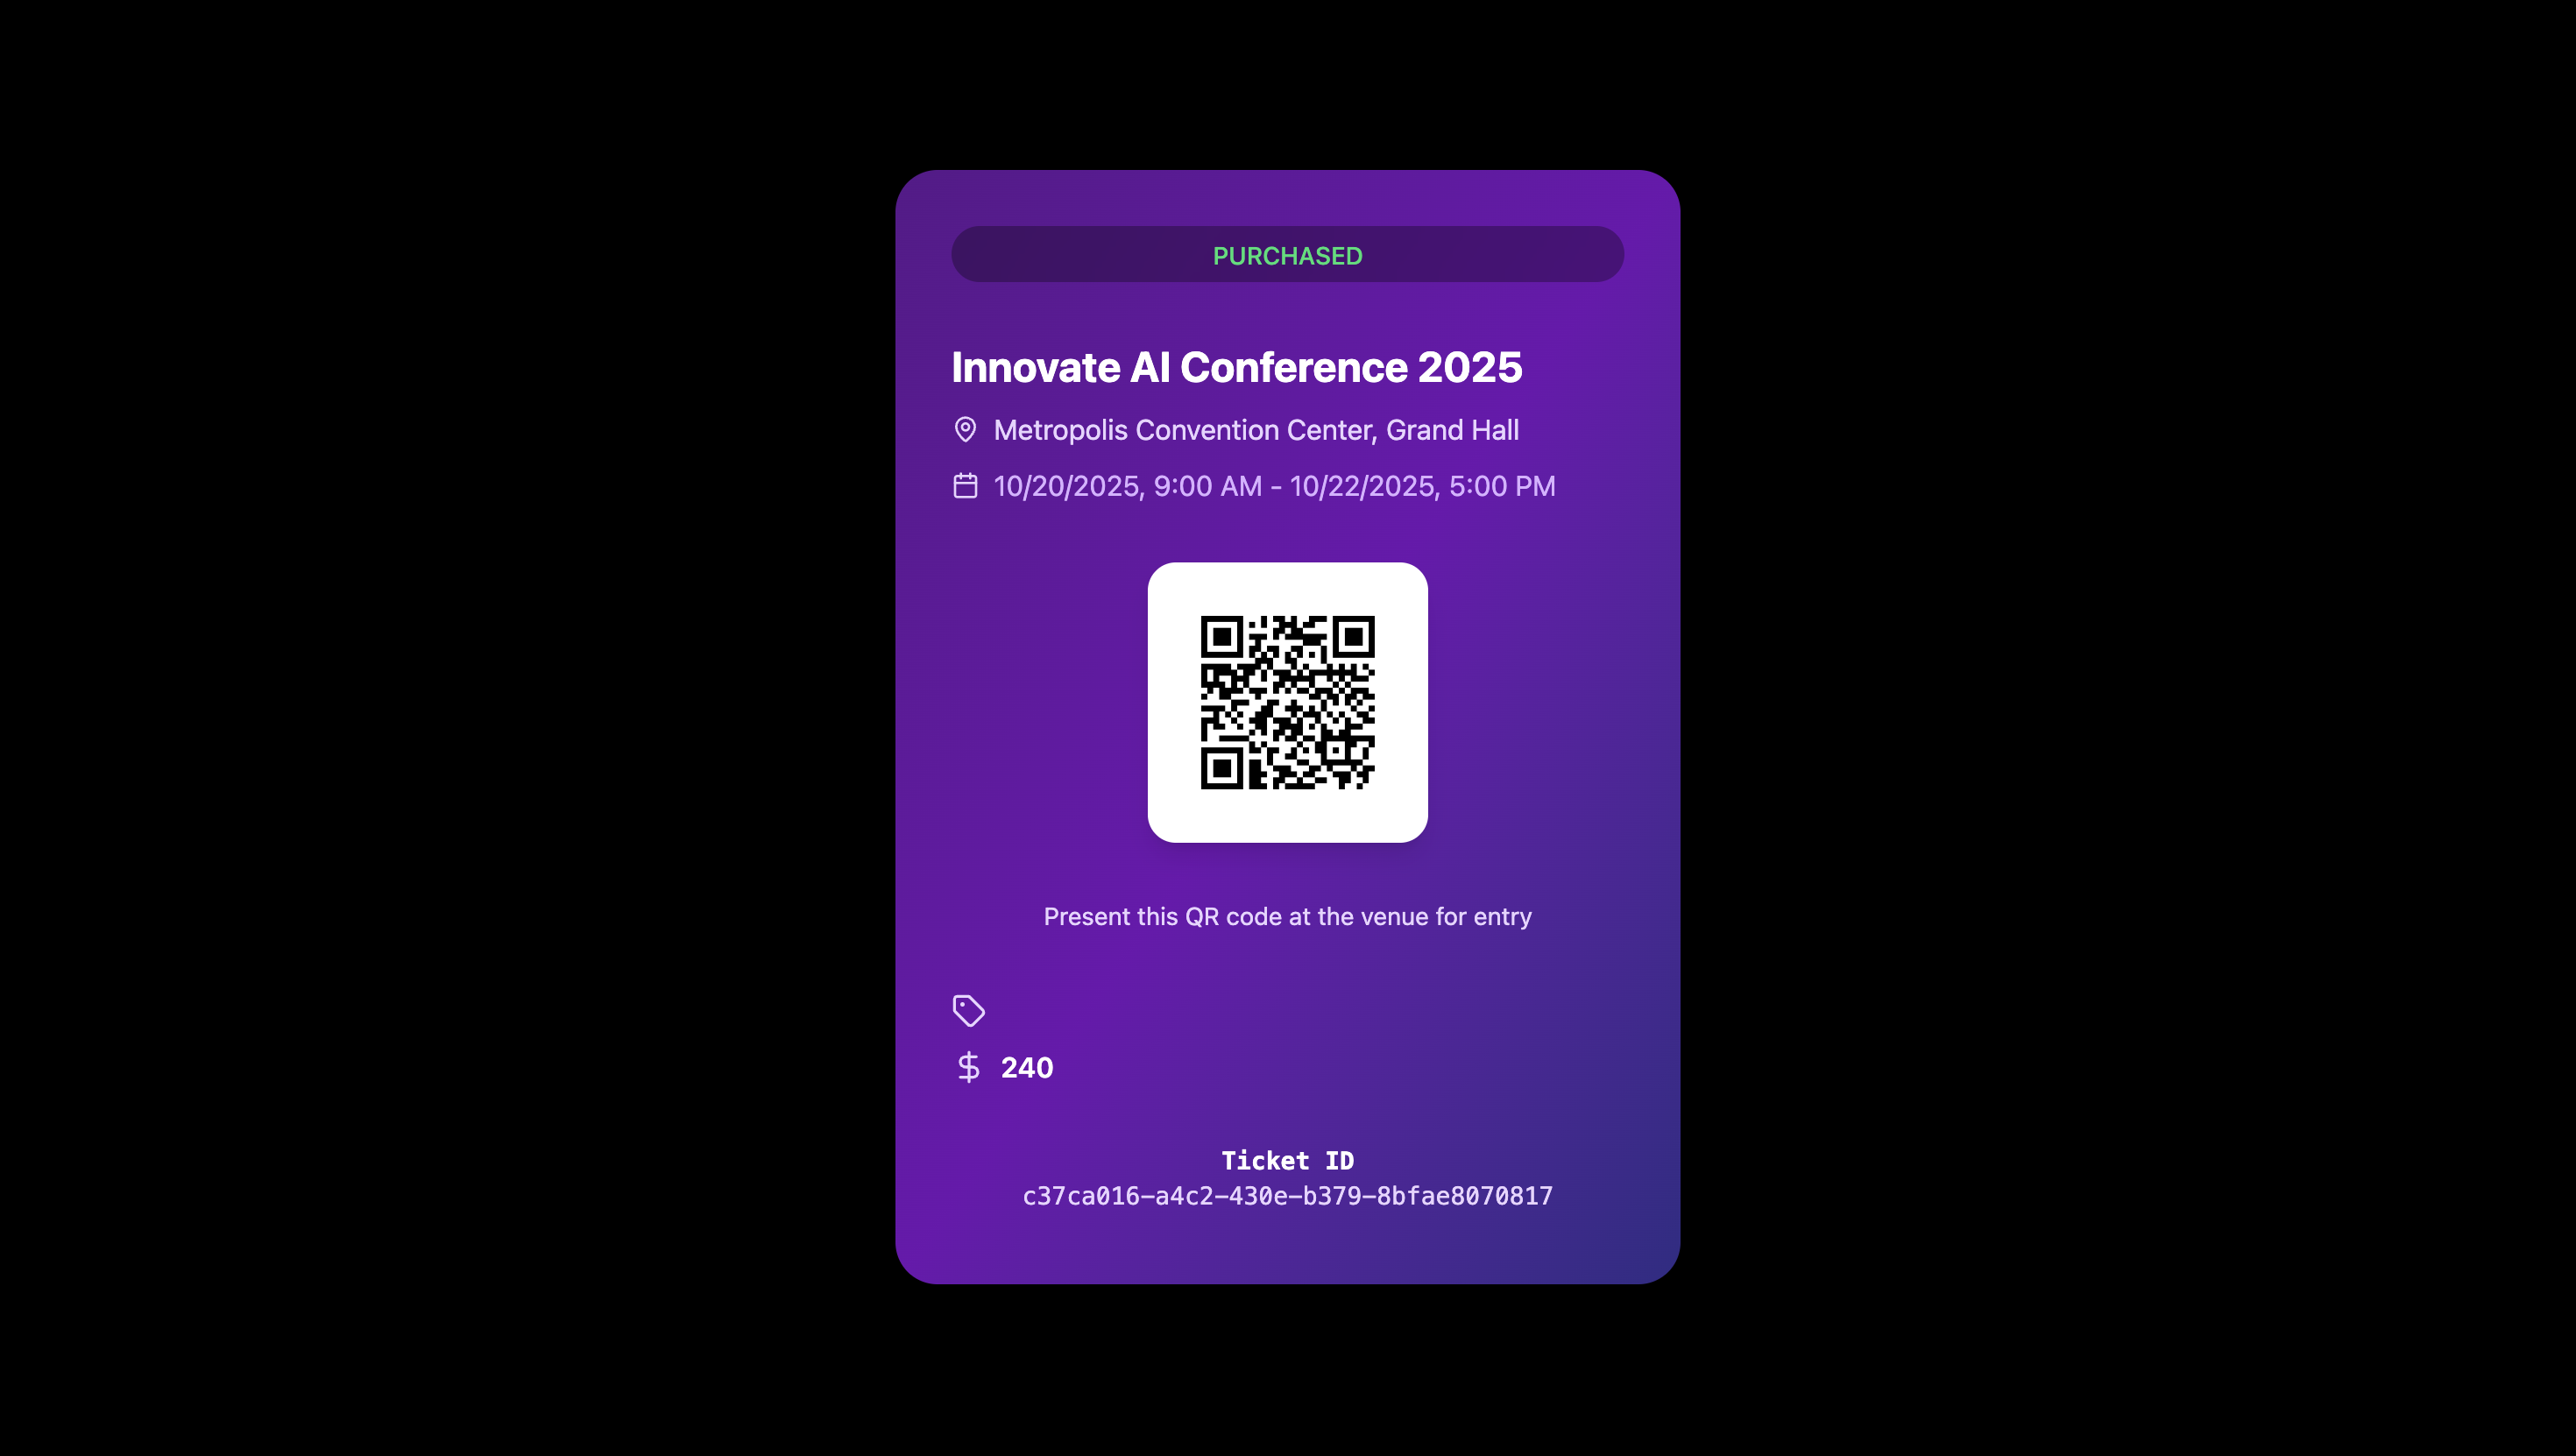 PURCHASED
Innovate AI Conference 2025
Metropolis Convention Center, Grand Hall
10/20/2025, 9:00 AM - 10/22/2025, 5:00 PM
Present this QR code at the venue for entry
$ 240
Ticket ID
c37ca016-a4c2-430e-b379-8bfae8070817